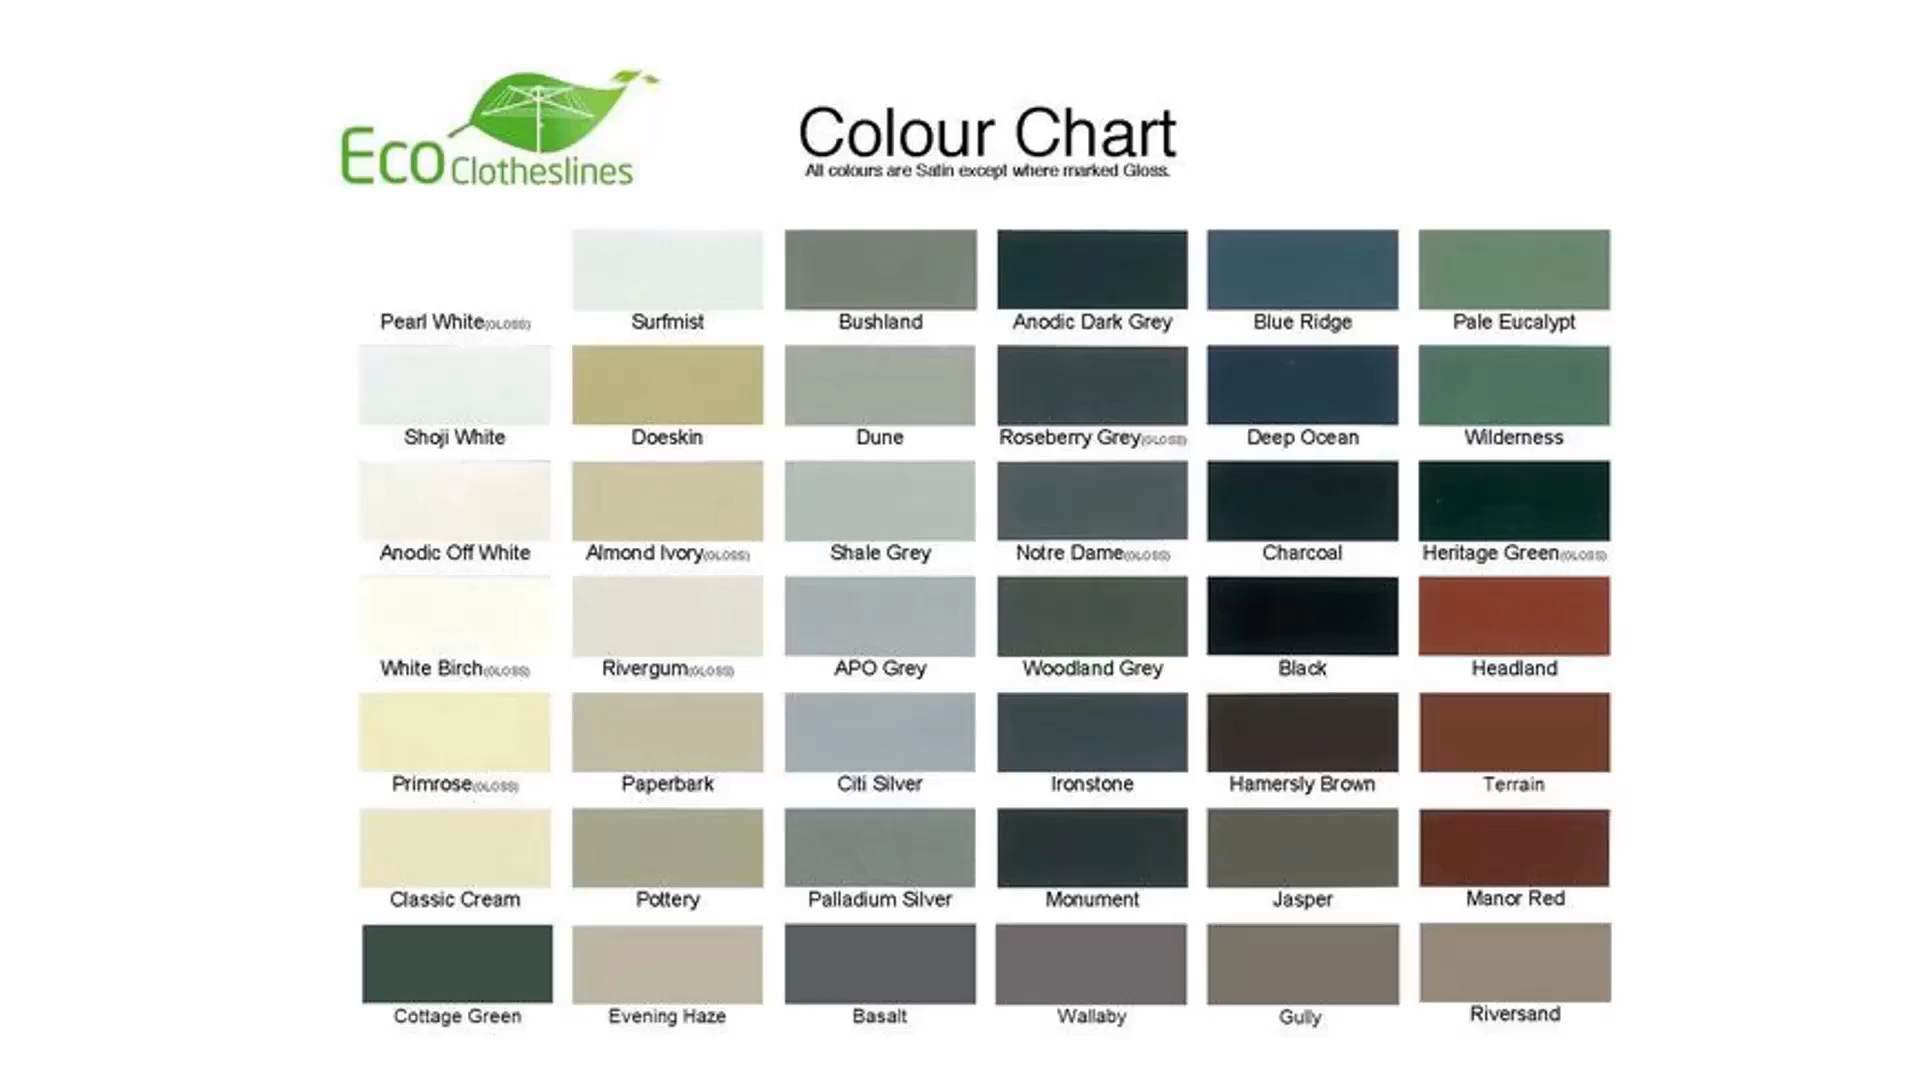 Eco Clotheslines
Colour Chart
All colours are Satin except where marked Gloss.
Pearl White(GLOSS) Surfmist Bushland Anodic Dark Grey Blue Ridge Pale Eucalypt
Shoji White Doeskin Dune Roseberry Grey(GLOSS) Deep Ocean Wilderness
Anodic Off White Almond Ivory(GLOSS) Shale Grey Notre Dame(GLOSS) Charcoal Heritage Green(GLOSS)
White Birch(GLOSS) Rivergum(GLOSS) APO Grey Woodland Grey Black Headland
Primrose(GLOSS) Paperbark Citi Silver Ironstone Hamersly Brown Terrain
Classic Cream Pottery Palladium Silver Monument Jasper Manor Red
Cottage Green Evening Haze Basalt Wallaby Gully Riversand